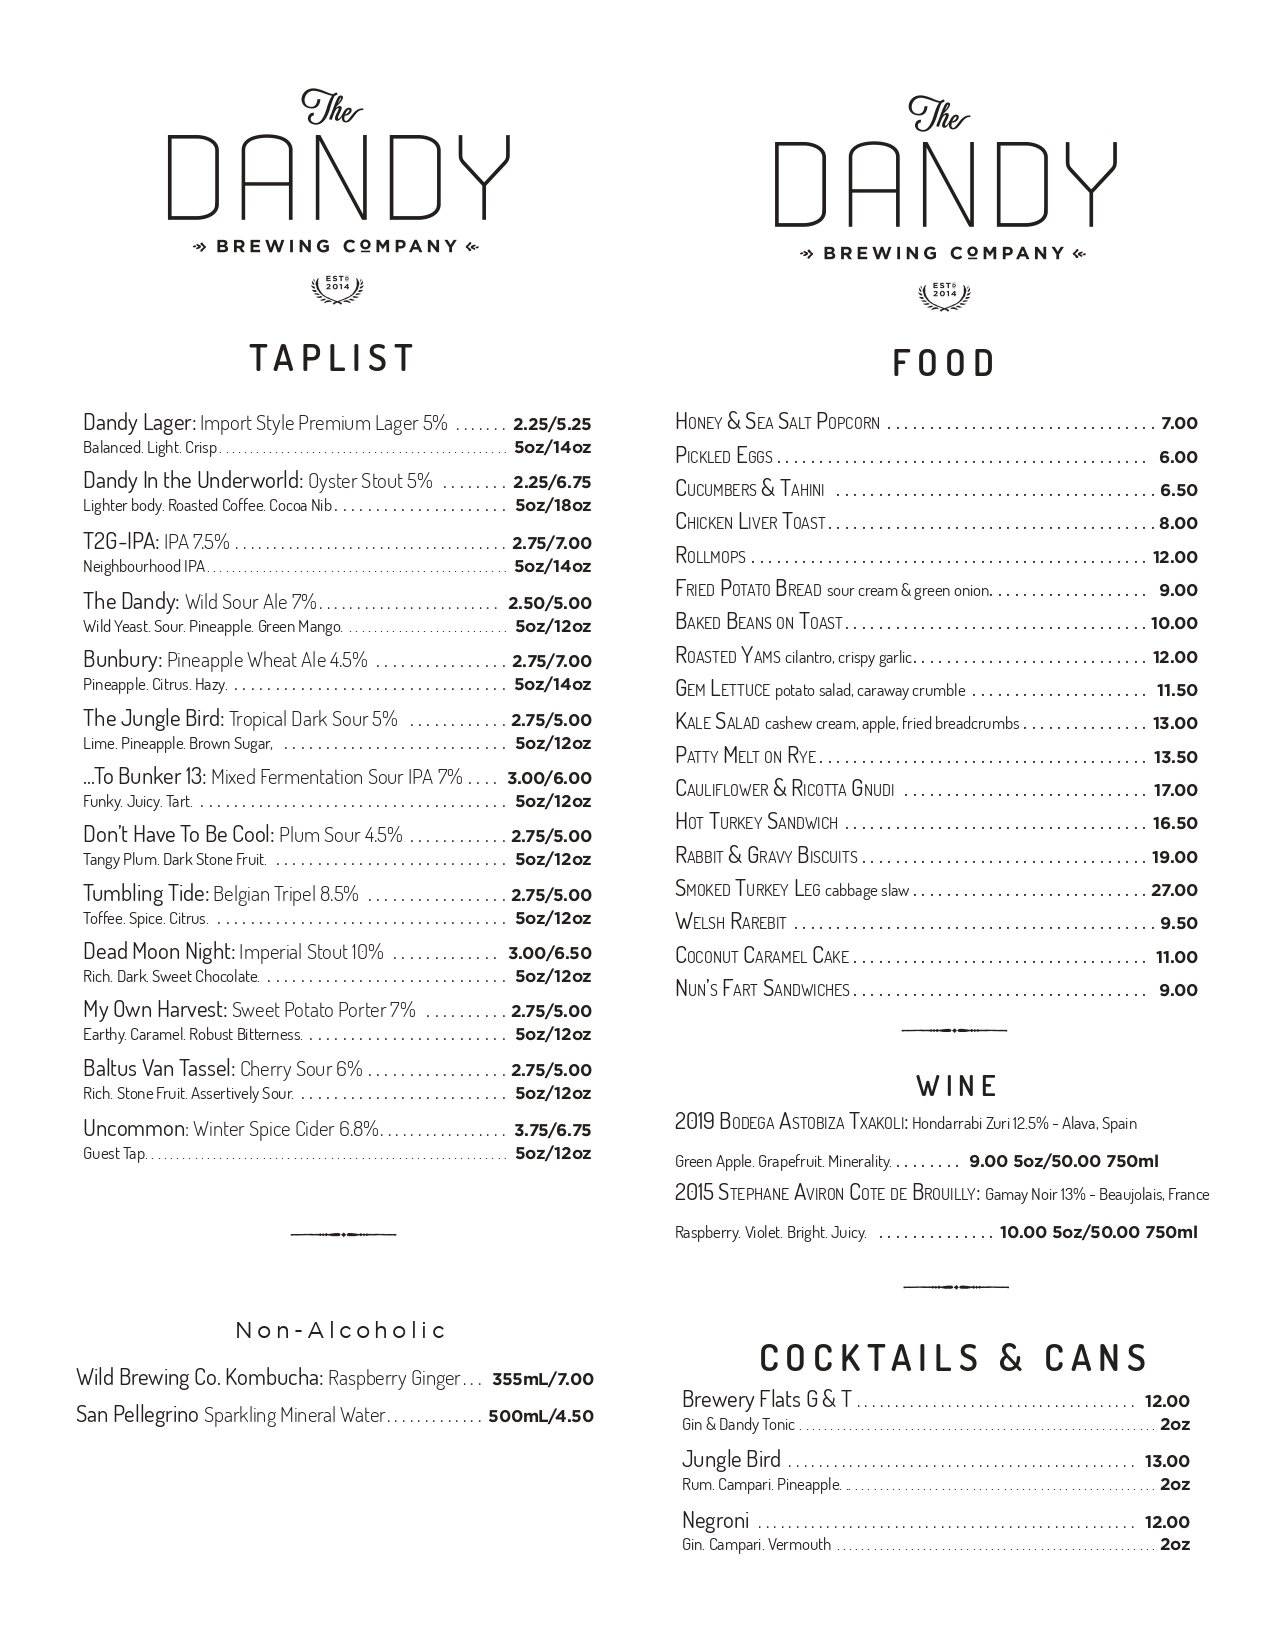 The
DANDY
BREWING COMPANY
ESTD
2014
TAPLIST
Dandy Lager: Import Style Premium Lager 5% ....... 2.25/5.25
Balanced. Light. Crisp ............................................... 5oz/14oz
Dandy In the Underworld: Oyster Stout 5% ........ 2.25/6.75
Lighter body. Roasted Coffee. Cocoa Nib..................... 5oz/18oz
T2G-IPA: IPA 7.5% .................................... 2.75/7.00
Neighbourhood IPA................................................. 5oz/14oz
The Dandy: Wild Sour Ale 7%........................ 2.50/5.00
Wild Yeast. Sour. Pineapple. Green Mango. .......................... 5oz/12oz
Bunbury: Pineapple Wheat Ale 4.5% ................ 2.75/7.00
Pineapple. Citrus. Hazy. ................................. 5oz/14oz
The Jungle Bird: Tropical Dark Sour 5% ............ 2.75/5.00
Lime. Pineapple. Brown Sugar, ........................... 5oz/12oz
...To Bunker 13: Mixed Fermentation Sour IPA 7% .... 3.00/6.00
Funky. Juicy. Tart. ..................................... 5oz/12oz
Don't Have To Be Cool: Plum Sour 4.5% ............ 2.75/5.00
Tangy Plum. Dark Stone Fruit. ............................ 5oz/12oz
Tumbling Tide: Belgian Tripel 8.5% ................. 2.75/5.00
Toffee. Spice. Citrus. ................................... 5oz/12oz
Dead Moon Night: Imperial Stout 10% ............. 3.00/6.50
Rich. Dark. Sweet Chocolate. ............................. 5oz/12oz
My Own Harvest: Sweet Potato Porter 7% .......... 2.75/5.00
Earthy. Caramel. Robust Bitterness. ........................ 5oz/12oz
Baltus Van Tassel: Cherry Sour 6% ................. 2.75/5.00
Rich. Stone Fruit. Assertively Sour. ......................... 5oz/12oz
Uncommon: Winter Spice Cider 6.8%................ 3.75/6.75
Guest Tap........................................................... 5oz/12oz
Non-Alcoholic
Wild Brewing Co. Kombucha: Raspberry Ginger... 355mL/7.00
San Pellegrino Sparkling Mineral Water............. 500mL/4.50
The
DANDY
BREWING COMPANY
ESTD
2014
FOOD
HONEY & SEA SALT POPCORN ................................ 7.00
PICKLED EGGS ............................................. 6.00
CUCUMBERS & TAHINI ...................................... 6.50
CHICKEN LIVER TOAST....................................... 8.00
ROLLMOPS ................................................ 12.00
FRIED POTATO BREAD sour cream & green onion................... 9.00
BAKED BEANS ON TOAST..................................... 10.00
ROASTED YAMS cilantro, crispy garlic............................ 12.00
GEM LETTUCE potato salad, caraway crumble ..................... 11.50
KALE SALAD cashew cream, apple, fried breadcrumbs ............... 13.00
PATTY MELT ON RYE........................................ 13.50
CAULIFLOWER & RICOTTA GNUDI .............................. 17.00
HOT TURKEY SANDWICH ..................................... 16.50
RABBIT & GRAVY BISCUITS ................................... 19.00
SMOKED TURKEY LEG cabbage slaw ............................ 27.00
WELSH RAREBIT ............................................ 9.50
COCONUT CARAMEL CAKE .................................... 11.00
NUN'S FART SANDWICHES .................................... 9.00
WINE
2019 BODEGA ASTOBIZA TXAKOLI: Hondarrabi Zuri 12.5% - Alava, Spain
Green Apple. Grapefruit. Minerality. ........ 9.00 5oz/50.00 750ml
2015 STEPHANE AVIRON COTE DE BROUILLY: Gamay Noir 13% - Beaujolais, France
Raspberry. Violet. Bright. Juicy. .............. 10.00 5oz/50.00 750ml
COCKTAILS & CANS
Brewery Flats G & T ..................................... 12.00
Gin & Dandy Tonic .......................................................... 2oz
Jungle Bird .............................................. 13.00
Rum. Campari. Pineapple. .................................................. 2oz
Negroni .................................................. 12.00
Gin. Campari. Vermouth .................................................... 2oz